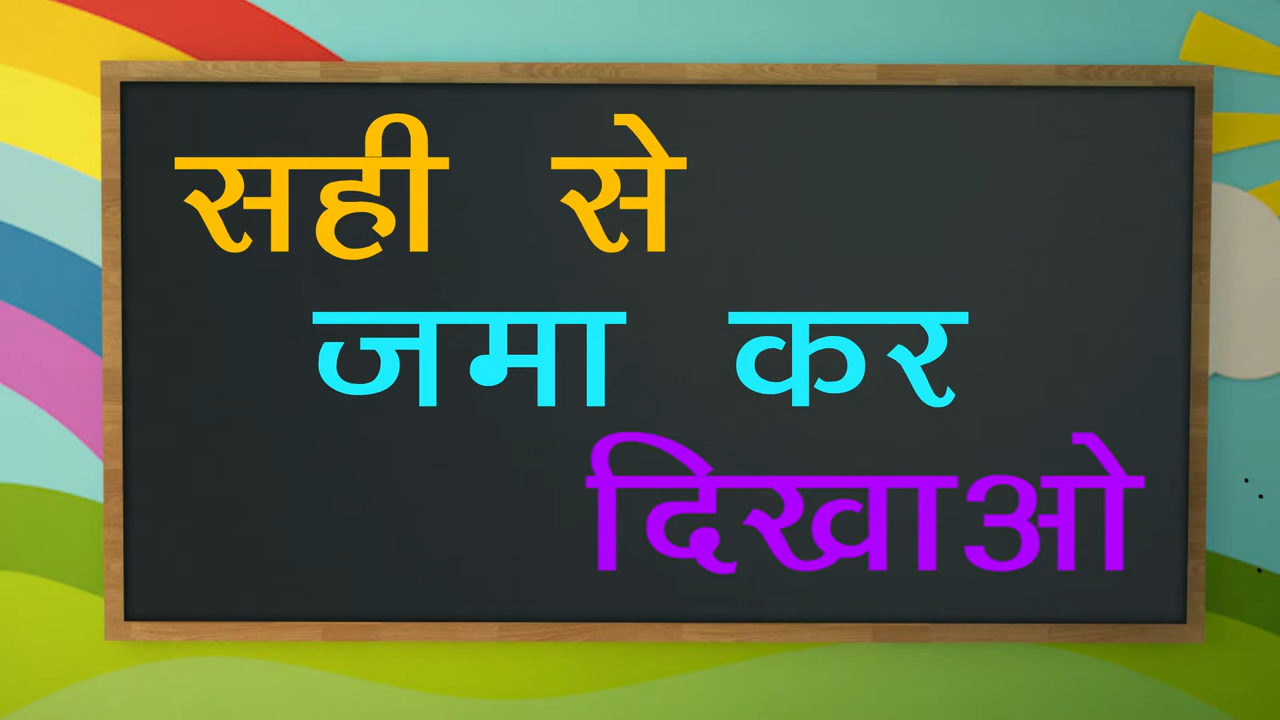 सही से
जमा कर
दिखाओ